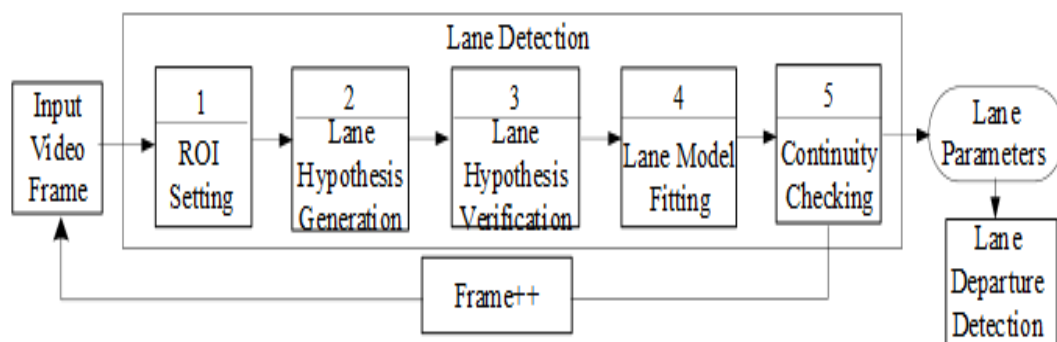 Lane Detection
Input
Video
Frame
1
ROI
Setting
2
Lane
Hypothesis
Generation
3
Lane
Hypothesis
Verification
4
Lane Model
Fitting
5
Continuity
Checking
Lane
Parameters
Lane
Departure
Detection
Frame++